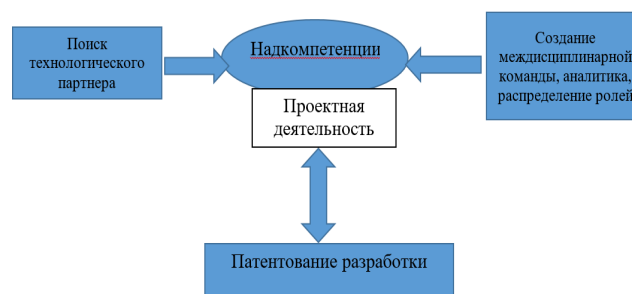 Поиск
технологического
партнера
Надкомпетенции
Создание
междисциплинарной
команды, аналитика,
распределение ролей
Проектная
деятельность
Патентование разработки